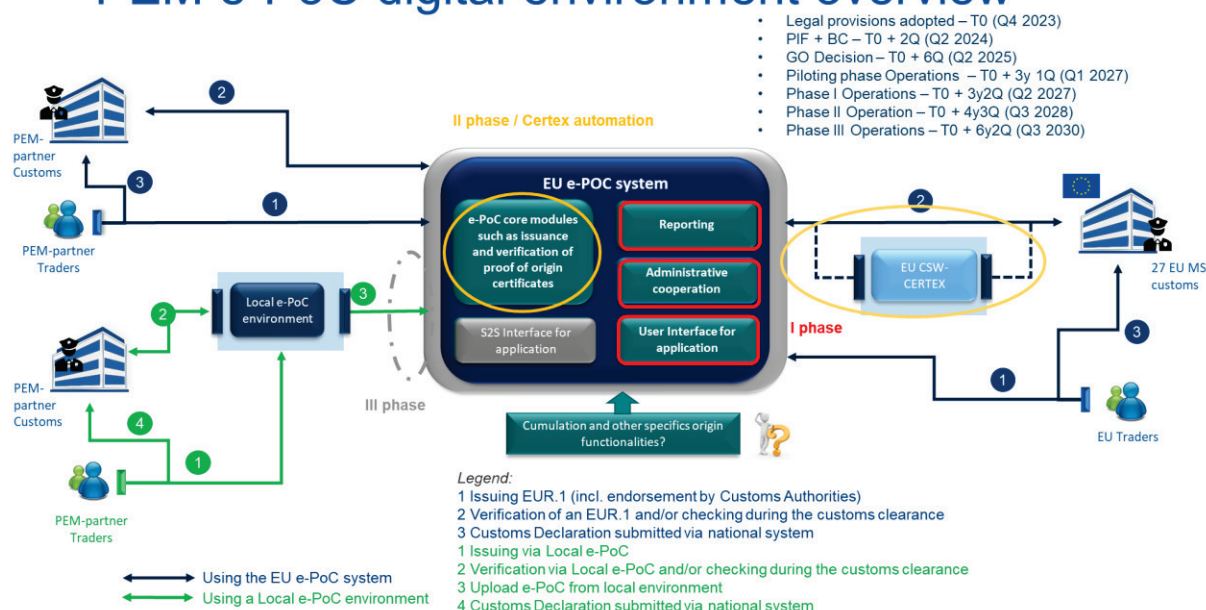 PEM e-PoC digital environment overview
• Legal provisions adopted – T0 (Q4 2023)
• PIF + BC – T0 + 2Q (Q2 2024)
• GO Decision – T0 + 6Q (Q2 2025)
• Piloting phase Operations – T0 + 3y 1Q (Q1 2027)
• Phase I Operations – T0 + 3y2Q (Q2 2027)
• Phase II Operation – T0 + 4y3Q (Q3 2028)
• Phase III Operations – T0 + 6y2Q (Q3 2030)
2
PEM-
partner
Customs
3
1
PEM-partner
Traders
II phase / Certex automation
EU e-POC system
e-PoC core modules
such as issuance
and verification of
proof of origin
certificates
Reporting
Administrative
cooperation
S2S Interface for
application
User Interface for
application
I phase
2
EU CSW-
CERTEX
27 EU MS
customs
3
1
EU Traders
2
Local e-PoC
environment
3
III phase
PEM-
partner
Customs
4
1
PEM-partner
Traders
Cumulation and other specifics origin
functionalities?
?
Legend:
1 Issuing EUR.1 (incl. endorsement by Customs Authorities)
2 Verification of an EUR.1 and/or checking during the customs clearance
3 Customs Declaration submitted via national system
1 Issuing via Local e-PoC
2 Verification via Local e-PoC and/or checking during the customs clearance
3 Upload e-PoC from local environment
4 Customs Declaration submitted via national system
Using the EU e-PoC system
Using a Local e-PoC environment